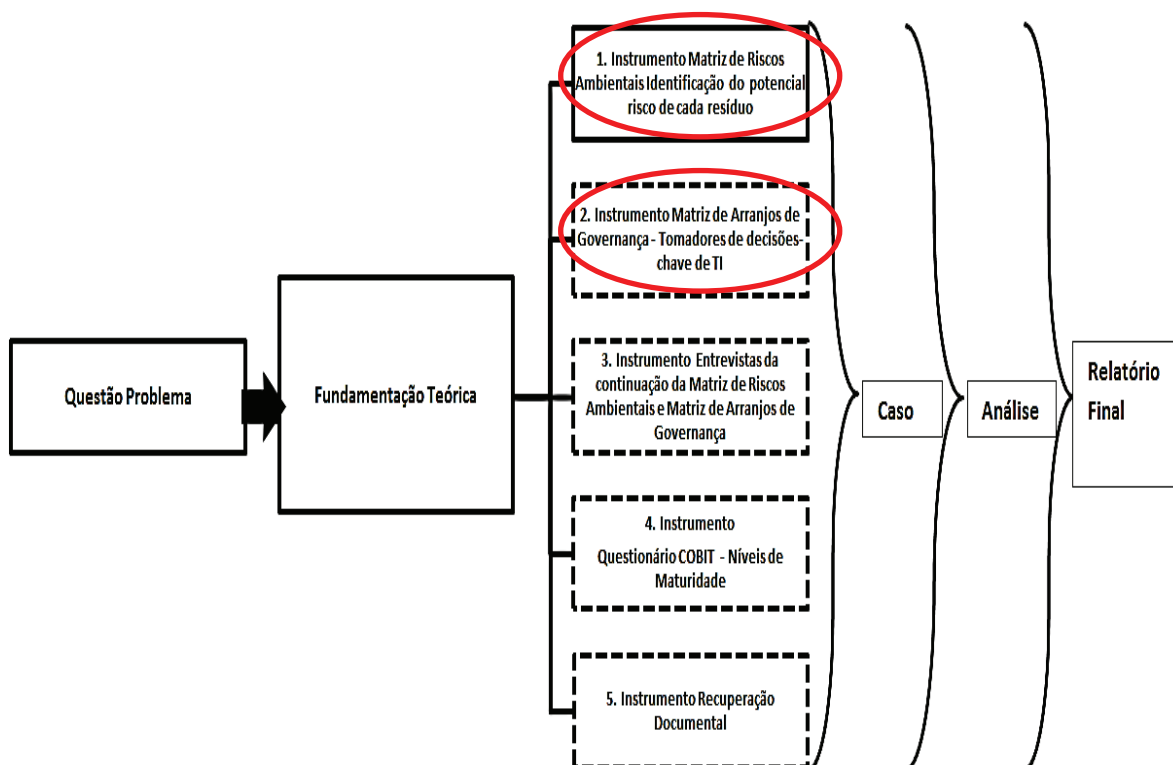 Questão Problema
Fundamentação Teórica
1. Instrumento Matriz de Riscos
Ambientais Identificação do potencial
risco de cada resíduo
2. Instrumento Matriz de Arranjos de
Governança - Tomadores de decisões-
chave de TI
3. Instrumento Entrevistas da
continuação da Matriz de Riscos
Ambientais e Matriz de Arranjos de
Governança
4. Instrumento
Questionário COBIT - Níveis de
Maturidade
5. Instrumento Recuperação
Documental
Caso
Análise
Relatório
Final